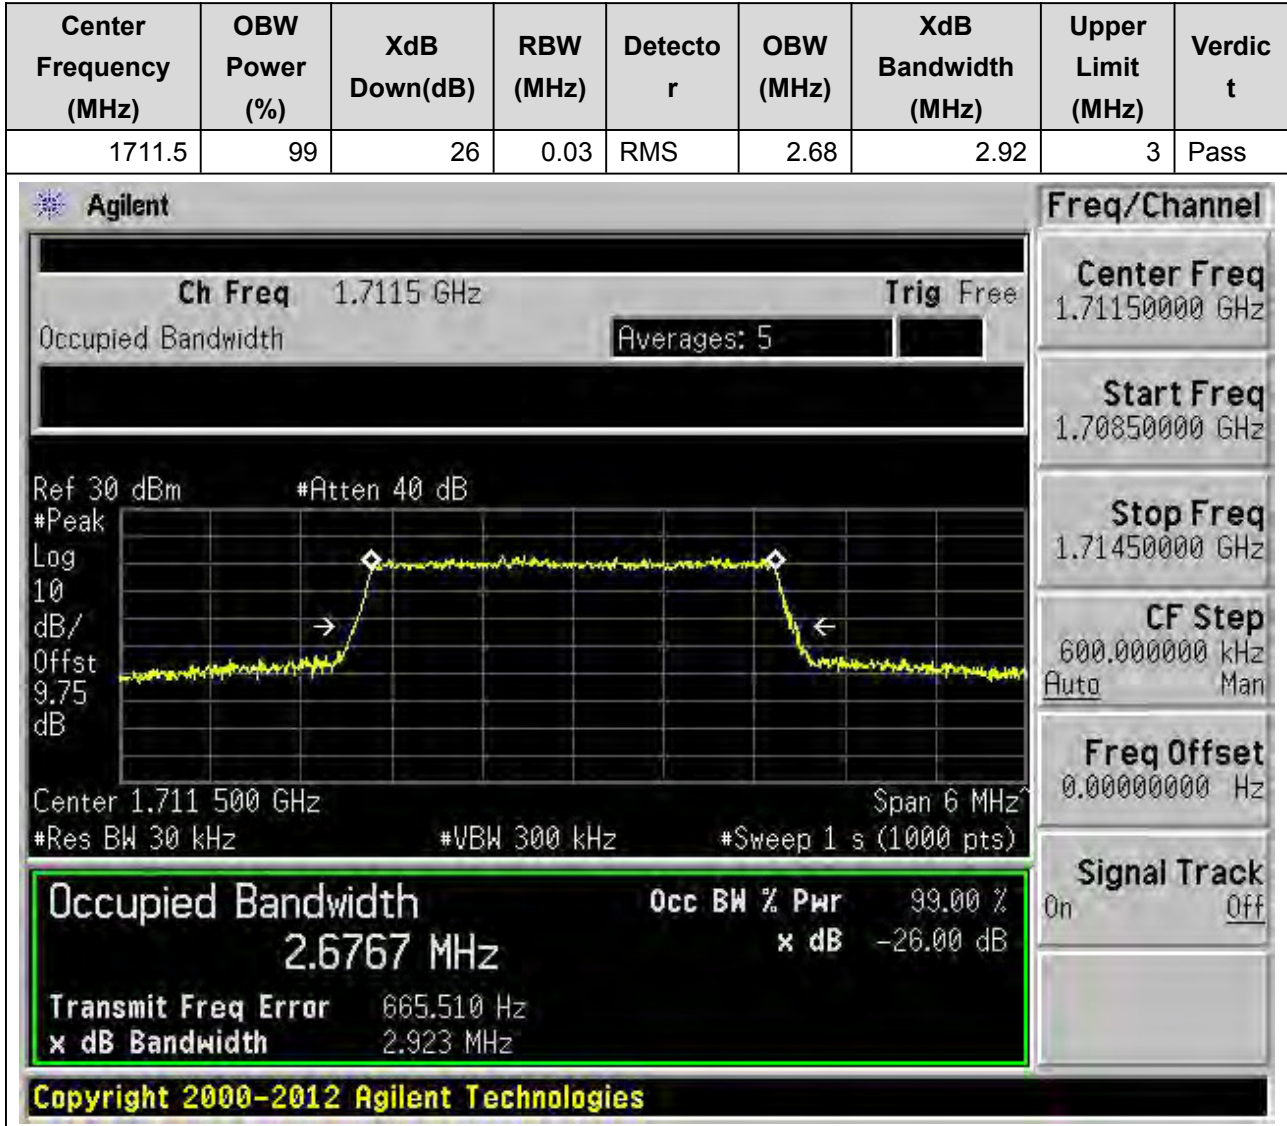 Center Frequency (MHz) OBW Power (%) XdB Down(dB) RBW (MHz) Detecto r OBW (MHz) XdB Bandwidth (MHz) Upper Limit (MHz) Verdic t
1711.5 99 26 0.03 RMS 2.68 2.92 3 Pass
Agilent Freq/Channel
Ch Freq 1.7115 GHz Trig Free
Occupied Bandwidth Averages: 5
Center Freq
1.71150000 GHz
Start Freq
1.70850000 GHz
Stop Freq
1.71450000 GHz
CF Step
600.000000 kHz
Auto Man
Freq Offset
0.00000000 Hz
Signal Track
On Off
Ref 30 dBm #Atten 40 dB
#Peak
Log
10
dB/
Offst
9.75
dB
Center 1.711 500 GHz Span 6 MHz^
#Res BW 30 kHz #VBW 300 kHz #Sweep 1 s (1000 pts)
Occupied Bandwidth Occ BW % Pwr 99.00 %
2.6767 MHz x dB -26.00 dB
Transmit Freq Error 665.510 Hz
x dB Bandwidth 2.923 MHz
Copyright 2000-2012 Agilent Technologies